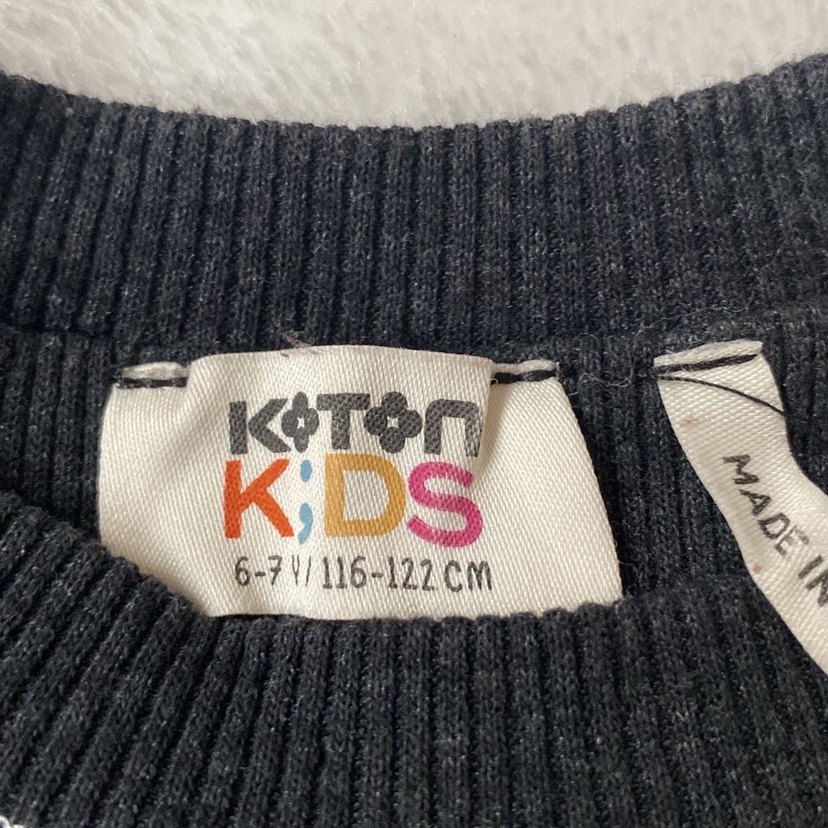 KOTON
K;DS
6-7 Y/ 116-122 CM
MADE IN